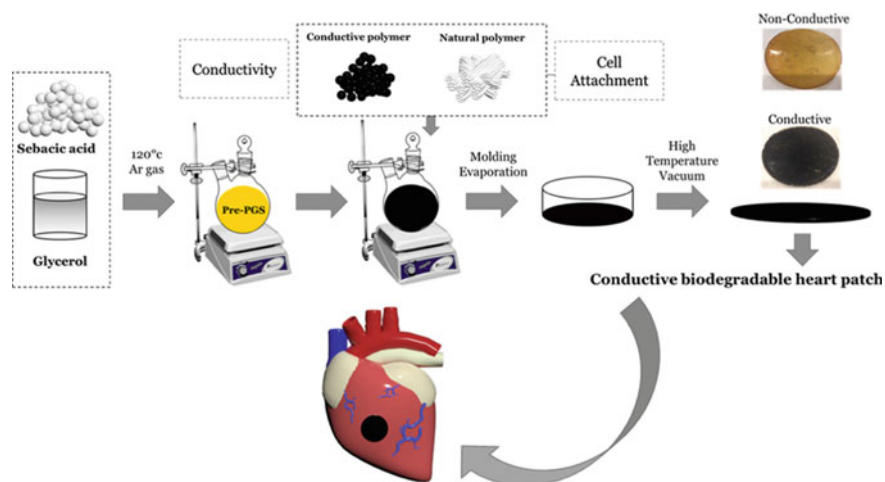 Non-Conductive
Conductive polymer
Natural polymer
Conductivity
Cell
Attachment
Sebacic acid
120°c
Ar gas
Pre-PGS
Molding
Evaporation
High
Temperature
Vacuum
Conductive
Glycerol
Conductive biodegradable heart patch